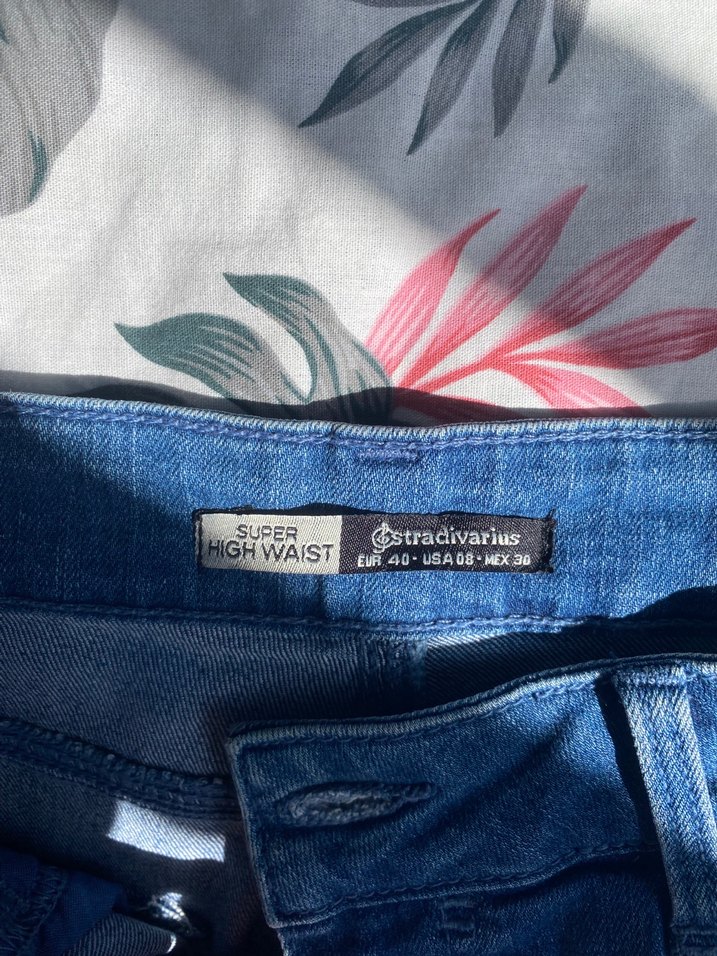 SUPER
HIGH WAIST
stradivarius
EUR 40 · USA 08 · MEX 30